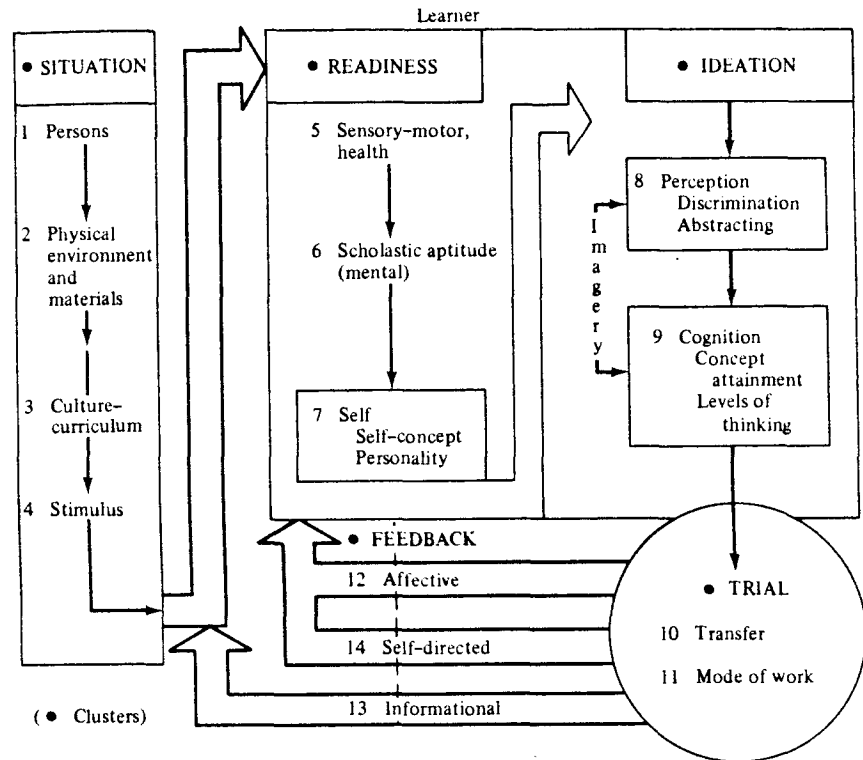 Learner
● SITUATION
1 Persons
2 Physical
environment
and
materials
3 Culture–
curriculum
4 Stimulus
● READINESS
5 Sensory-motor,
health
6 Scholastic aptitude
(mental)
7 Self
Self-concept
Personality
● IDEATION
8 Perception
Discrimination
Abstracting
Imagery
9 Cognition
Concept
attainment
Levels of
thinking
● FEEDBACK
12 Affective
14 Self-directed
13 Informational
● TRIAL
10 Transfer
11 Mode of work
(● Clusters)